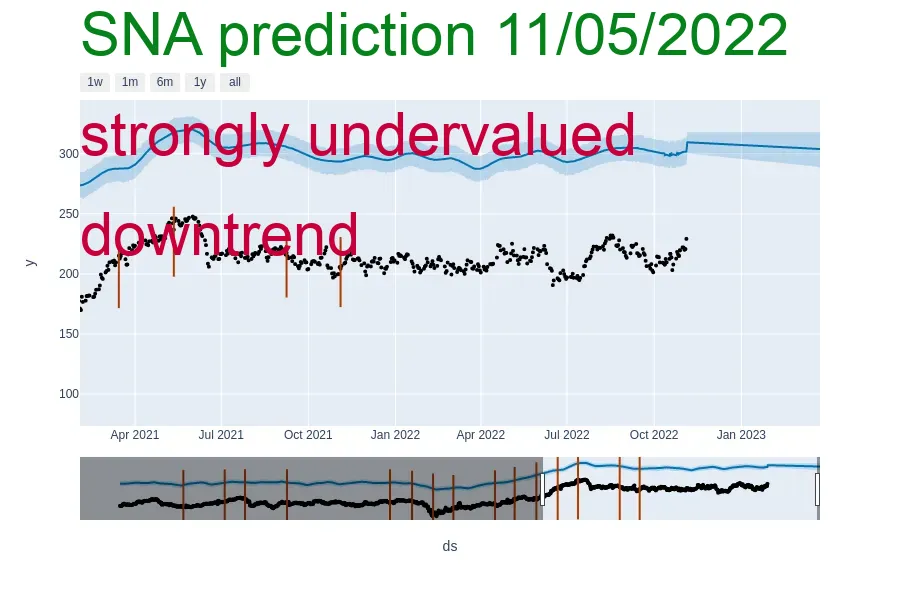 SNA prediction 11/05/2022
1w 1m 6m 1y all
strongly undervalued
300
250
downtrend
y
200
150
100
Apr 2021 Jul 2021 Oct 2021 Jan 2022 Apr 2022 Jul 2022 Oct 2022 Jan 2023
ds